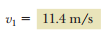 v₁ = 11.4 m/s